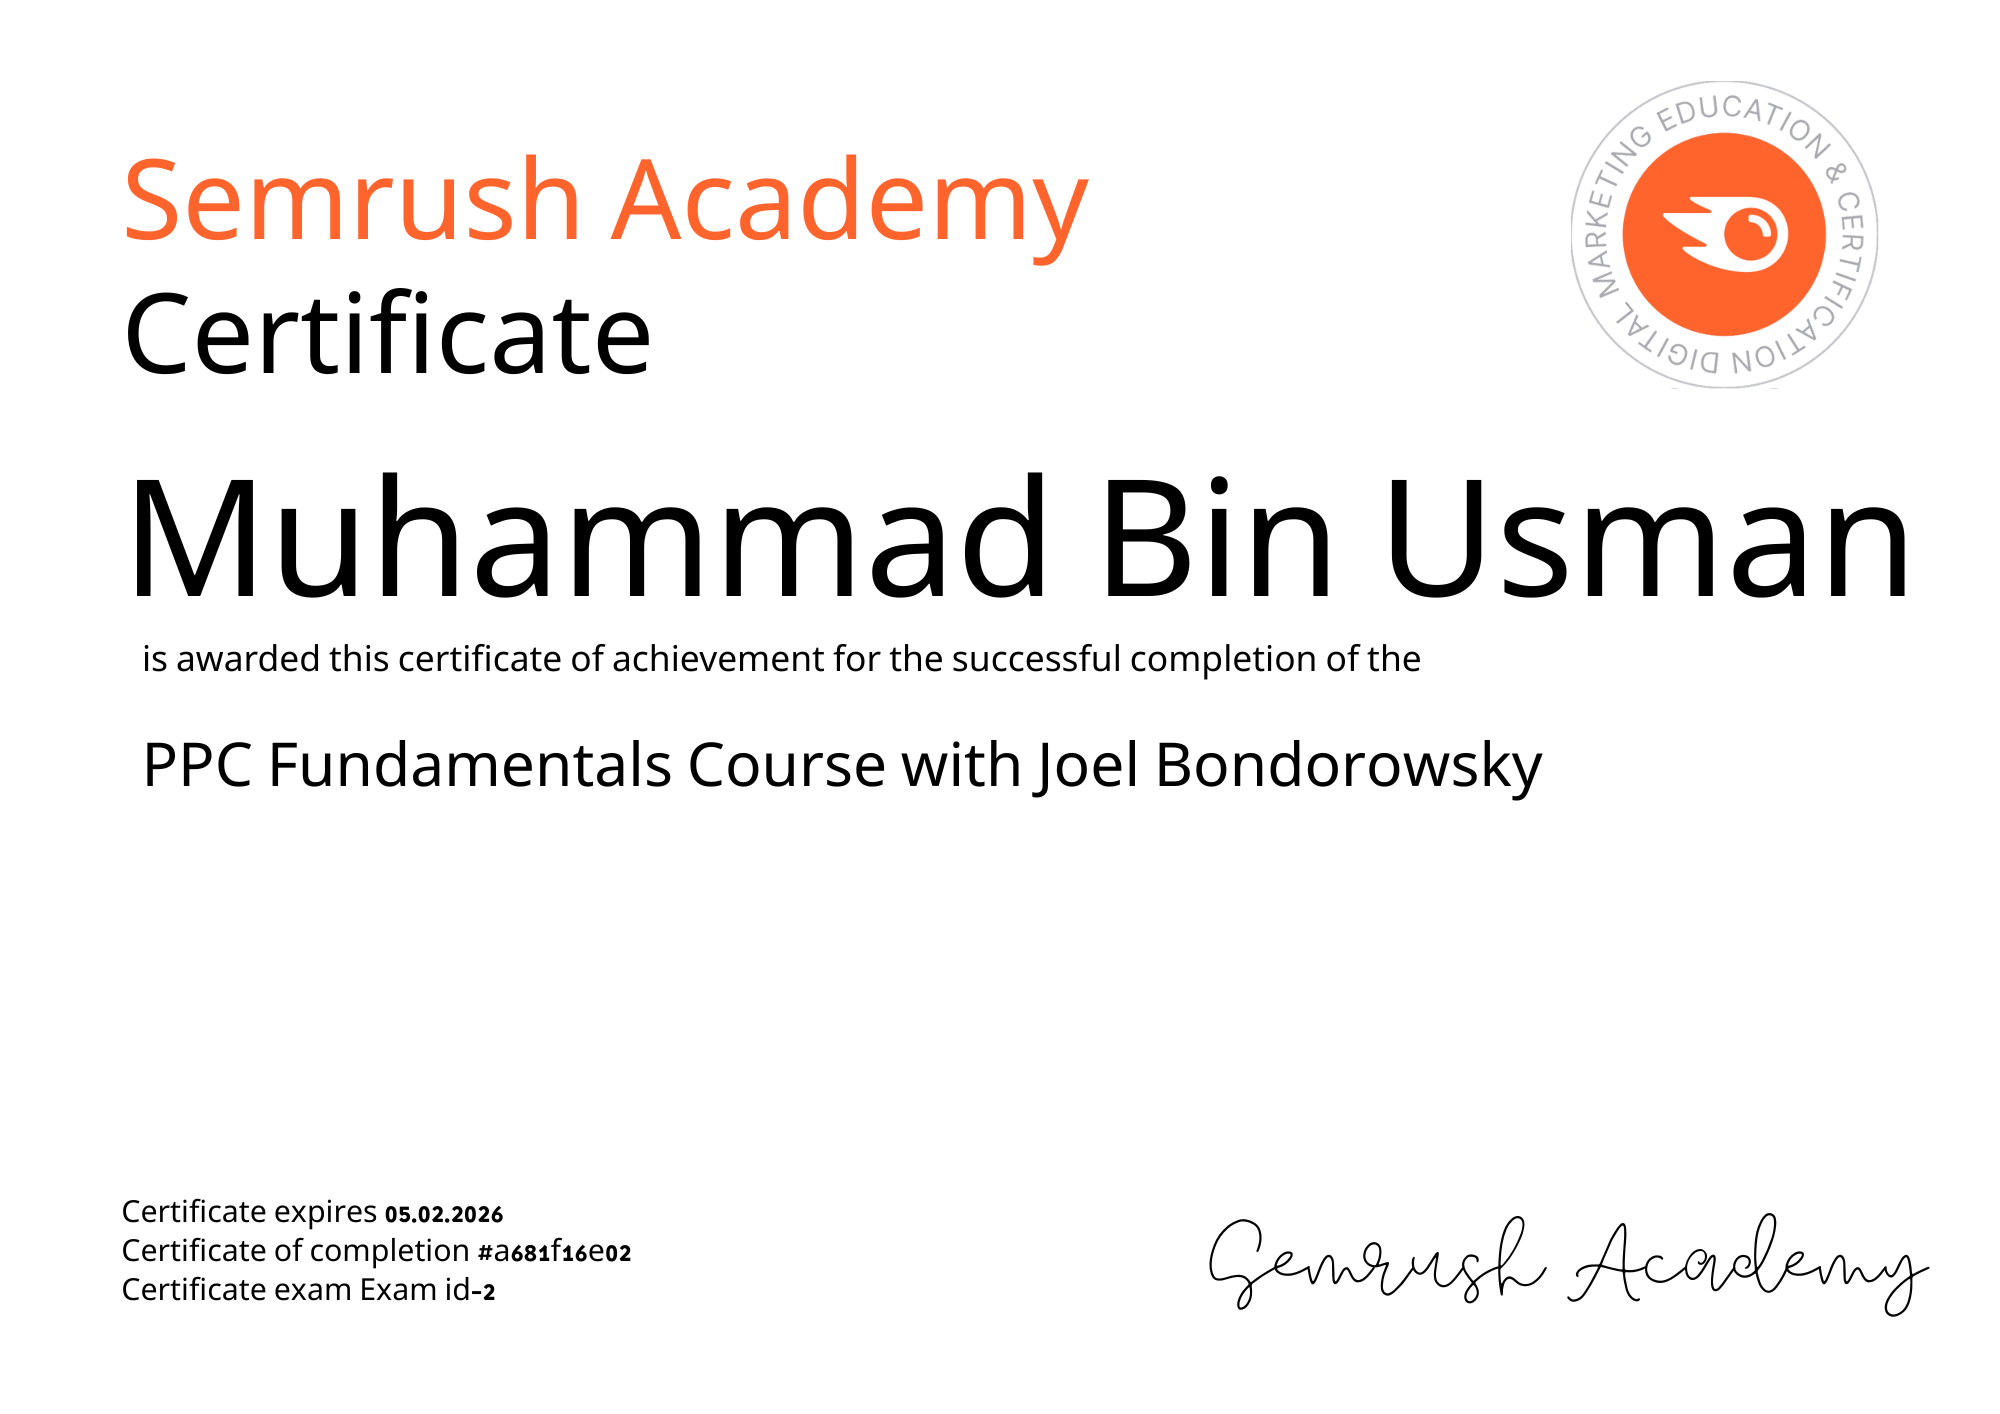 Semrush Academy
Certificate
DIGITAL MARKETING EDUCATION & CERTIFICATION
Muhammad Bin Usman
is awarded this certificate of achievement for the successful completion of the
PPC Fundamentals Course with Joel Bondorowsky
Certificate expires 05.02.2026
Certificate of completion #a681f16e02
Certificate exam Exam id-2
Semrush Academy